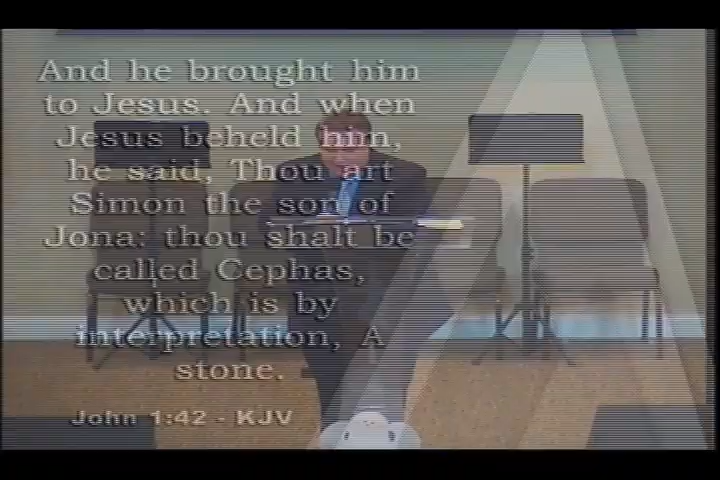 And he brought him
to Jesus. And when
Jesus beheld him,
he said, Thou art
Simon the son of
Jona: thou shalt be
called Cephas,
which is by
interpretation, A
stone.
John 1:42 - KJV